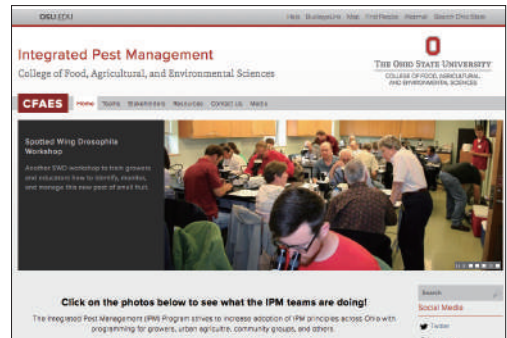 OSU.EDU
Help BuckeyeLink Map Find People Webmail Search Ohio State
Integrated Pest Management
College of Food, Agricultural, and Environmental Sciences
THE OHIO STATE UNIVERSITY
COLLEGE OF FOOD, AGRICULTURAL,
AND ENVIRONMENTAL SCIENCES
CFAES Home Teams Stakeholders Resources Contact us Media
Spotted Wing Drosophila
Workshop
Another SWD workshop to train growers
and educators how to identify, monitor,
and manage this new pest of small fruit.
Click on the photos below to see what the IPM teams are doing!
The Integrated Pest Management (IPM) Program strives to increase adoption of IPM principles across Ohio with
programming for growers, urban agriculture, community groups, and others.
Search
Social Media
Twitter